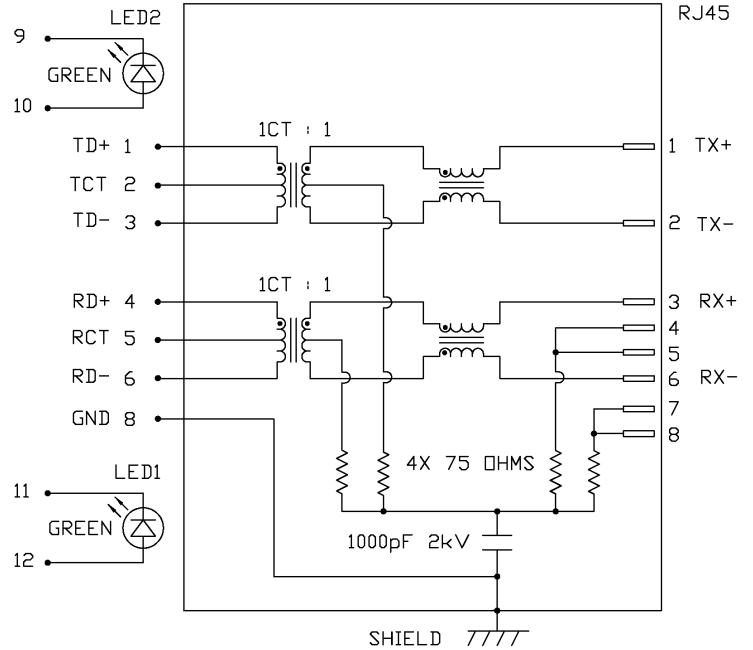 LED2
RJ45
9
GREEN
10
1CT : 1
TD+ 1
1 TX+
TCT 2
TD- 3
2 TX-
1CT : 1
RD+ 4
3 RX+
4
RCT 5
5
RD- 6
6 RX-
7
GND 8
8
4X 75 OHMS
LED1
11
GREEN
1000pF 2kV
12
SHIELD